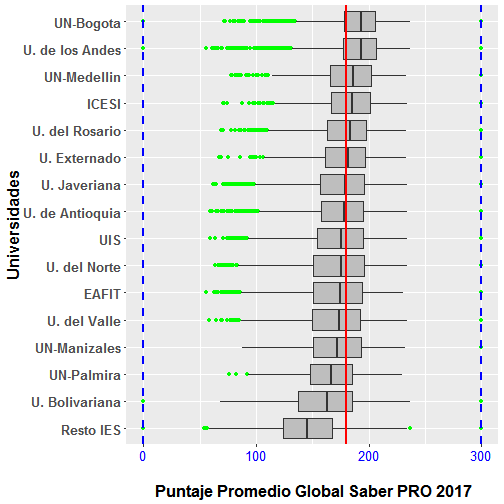 Universidades
UN-Bogota
U. de los Andes
UN-Medellin
ICESI
U. del Rosario
U. Externado
U. Javeriana
U. de Antioquia
UIS
U. del Norte
EAFIT
U. del Valle
UN-Manizales
UN-Palmira
U. Bolivariana
Resto IES
0 100 200 300
Puntaje Promedio Global Saber PRO 2017